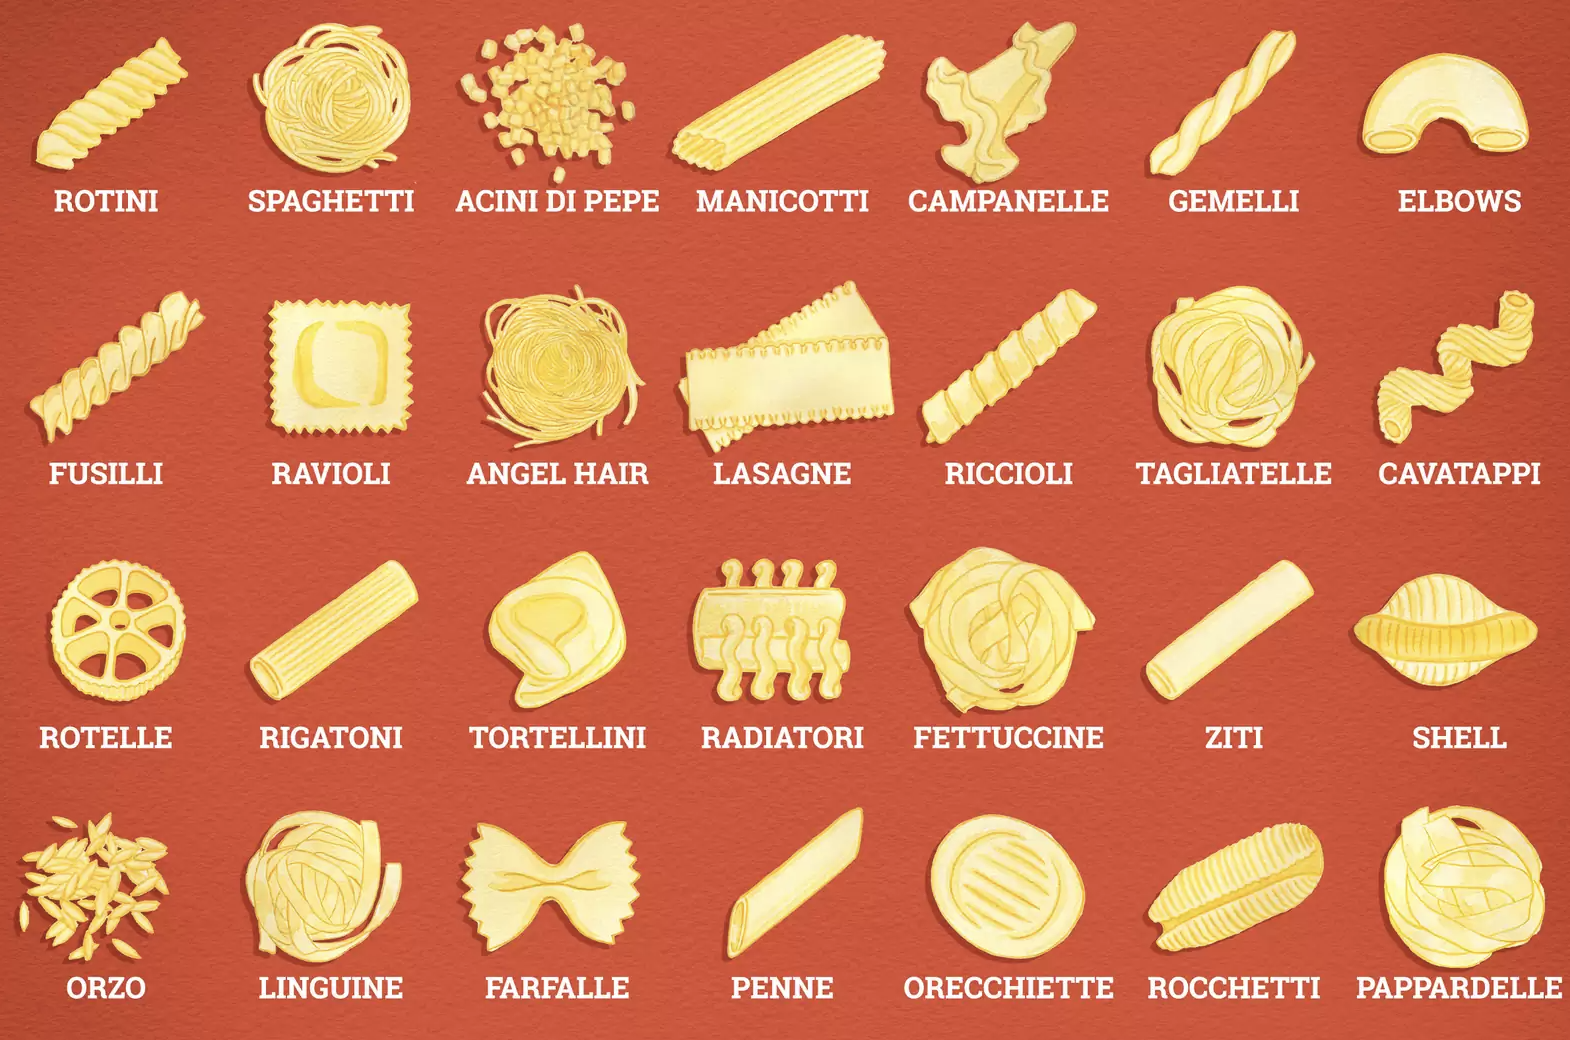 ROTINI
SPAGHETTI
ACINI DI PEPE
MANICOTTI
CAMPANELLE
GEMELLI
ELBOWS
FUSILLI
RAVIOLI
ANGEL HAIR
LASAGNE
RICCIOLI
TAGLIATELLE
CAVATAPPI
ROTELLE
RIGATONI
TORTELLINI
RADIATORI
FETTUCCINE
ZITI
SHELL
ORZO
LINGUINE
FARFALLE
PENNE
ORECCHIETTE
ROCCHETTI
PAPPARDELLE